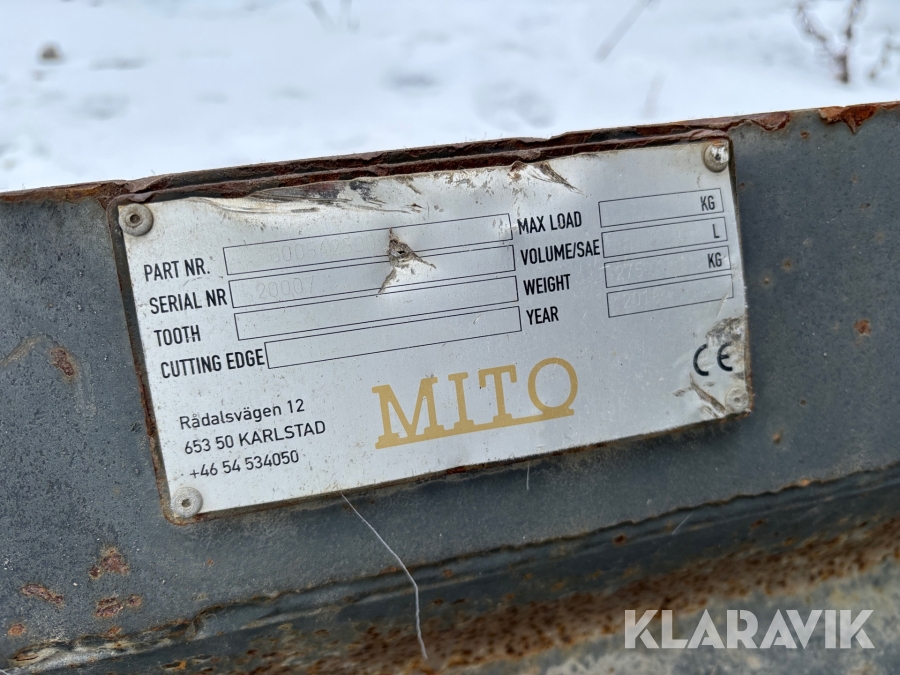 PART NR.
SERIAL NR 20007
TOOTH
CUTTING EDGE
MAX LOAD KG
VOLUME/SAE L
WEIGHT KG
YEAR
CE
Rådalsvägen 12
653 50 KARLSTAD
+46 54 534050
MITO
KLARAVIK